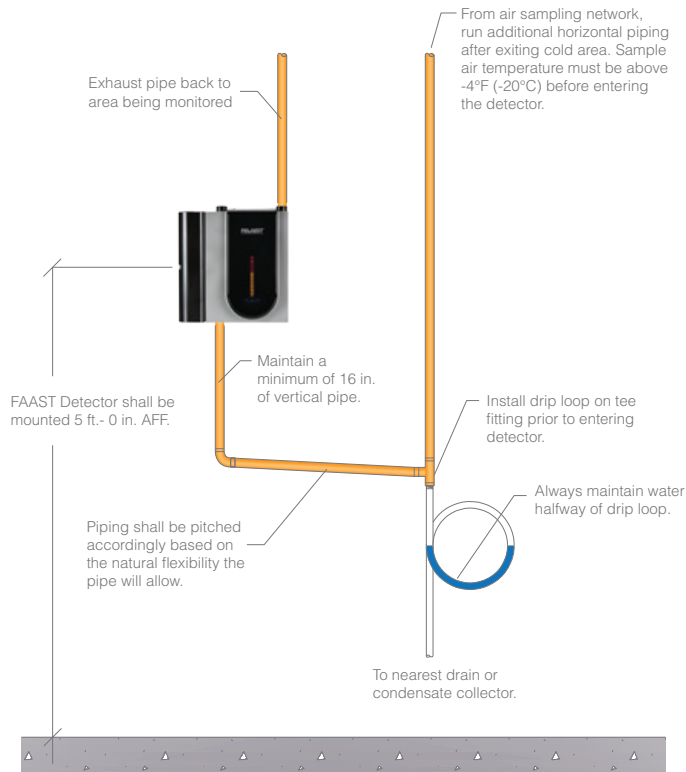 From air sampling network,
run additional horizontal piping
after exiting cold area. Sample
air temperature must be above
-4°F (-20°C) before entering
the detector.
Exhaust pipe back to
area being monitored
FAAST
Maintain a
minimum of 16 in.
of vertical pipe.
FAAST Detector shall be
mounted 5 ft.- 0 in. AFF.
Install drip loop on tee
fitting prior to entering
detector.
Always maintain water
halfway of drip loop.
Piping shall be pitched
accordingly based on
the natural flexibility the
pipe will allow.
To nearest drain or
condensate collector.